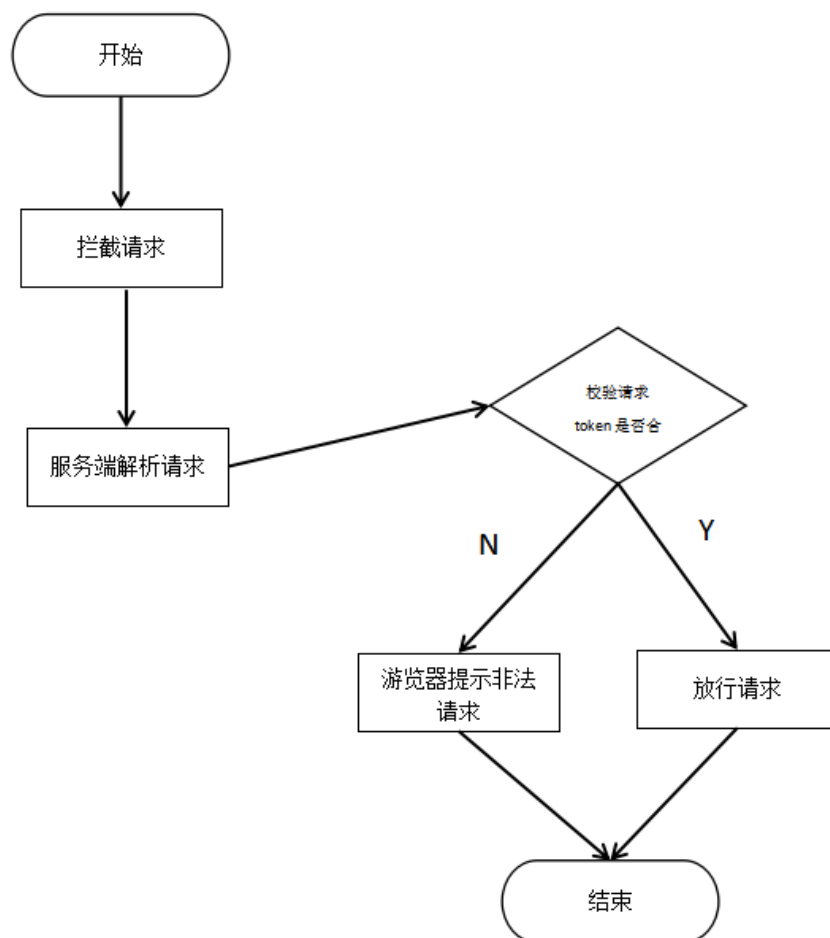 开始
拦截请求
服务端解析请求
校验请求
token 是否合
N
Y
游览器提示非法
请求
放行请求
结束